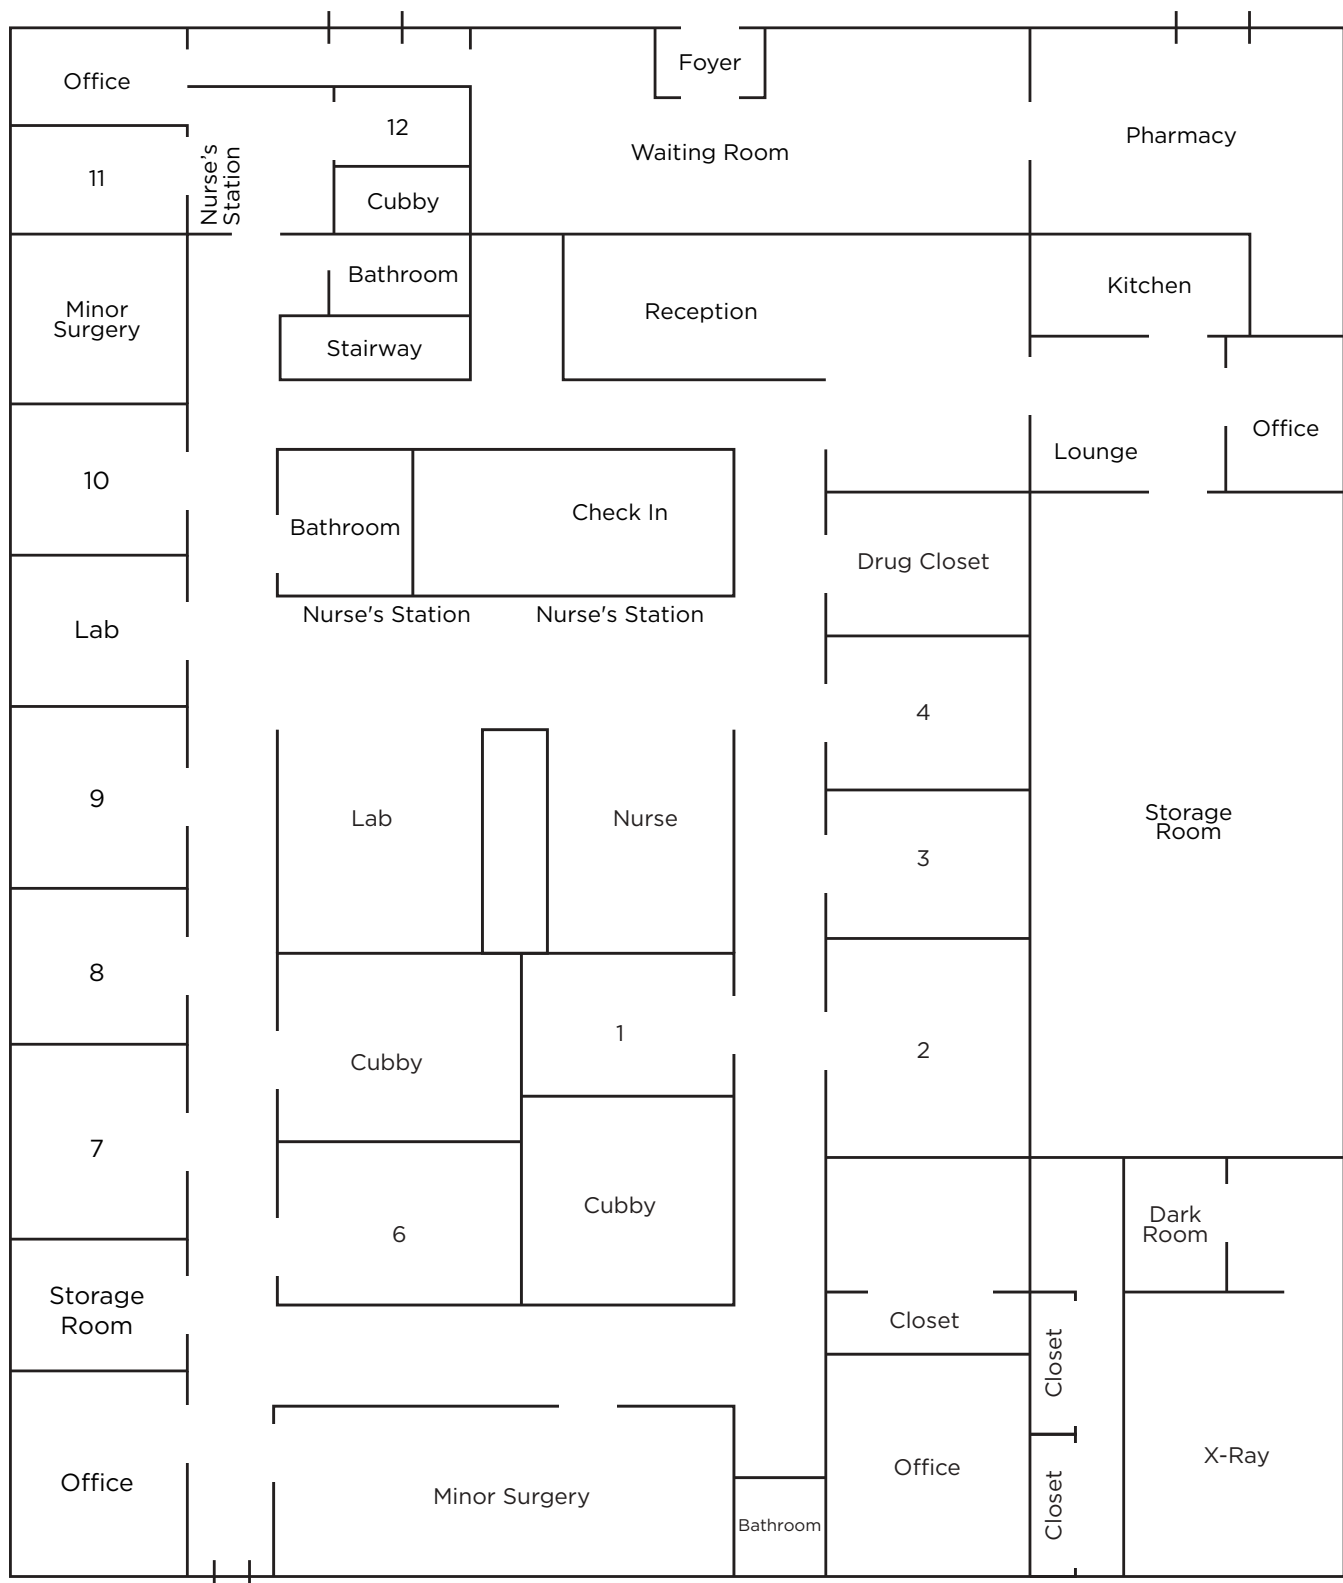 Foyer
Office
12
Pharmacy
Waiting Room
11
Nurse's
Station
Cubby
Bathroom
Kitchen
Minor
Surgery
Reception
Stairway
Office
Lounge
10
Check In
Bathroom
Drug Closet
Nurse's Station
Nurse's Station
Lab
4
9
Lab
Nurse
Storage
Room
3
8
1
2
Cubby
7
Cubby
Dark
Room
6
Storage
Room
Closet
Closet
X-Ray
Office
Office
Minor Surgery
Closet
Bathroom